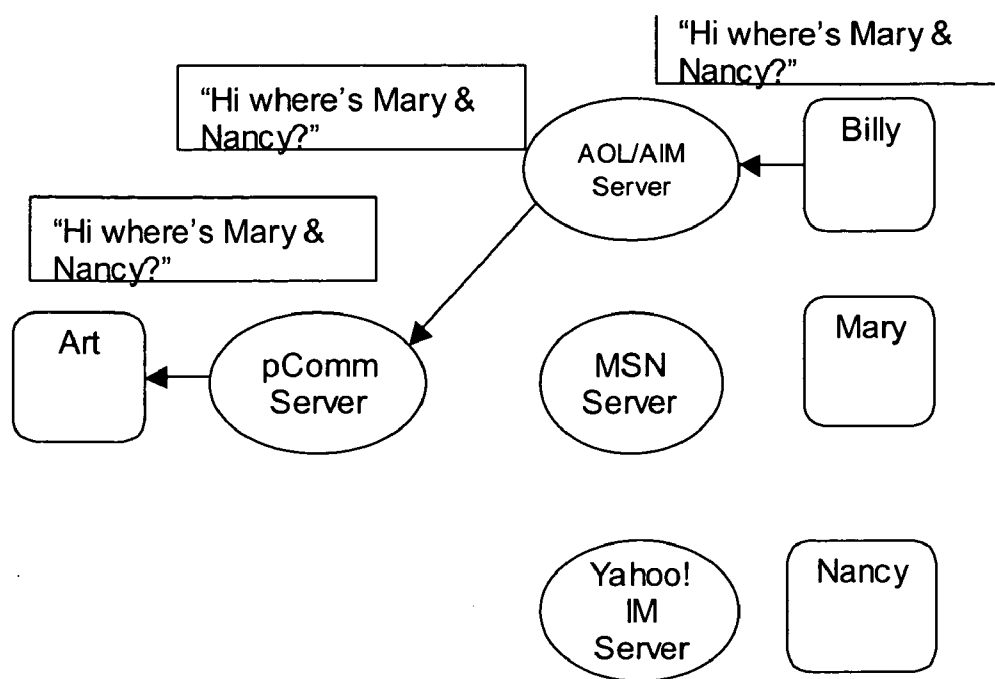 “Hi where’s Mary &
Nancy?”
“Hi where’s Mary &
Nancy?”
AOL/AIM
Server
Billy
“Hi where’s Mary &
Nancy?”
Art
pComm
Server
MSN
Server
Mary
Yahoo!
IM
Server
Nancy